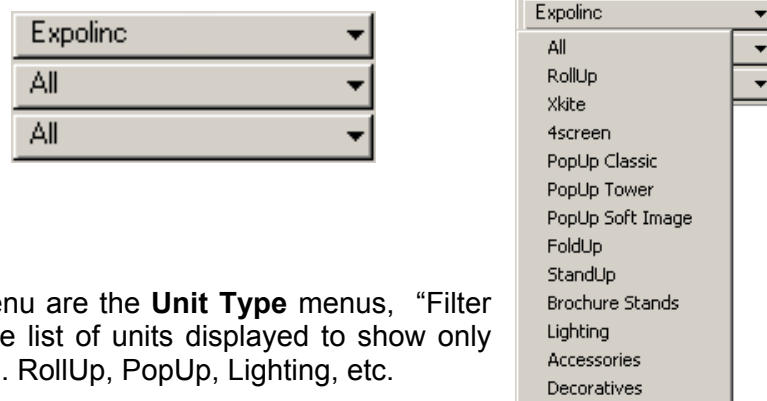 Expolinc
All
All
Expolinc
All
RollUp
Xkite
4screen
PopUp Classic
PopUp Tower
PopUp Soft Image
FoldUp
StandUp
Brochure Stands
Lighting
Accessories
Decoratives
are the Unit Type menus, “Filter
list of units displayed to show only
. RollUp, PopUp, Lighting, etc.